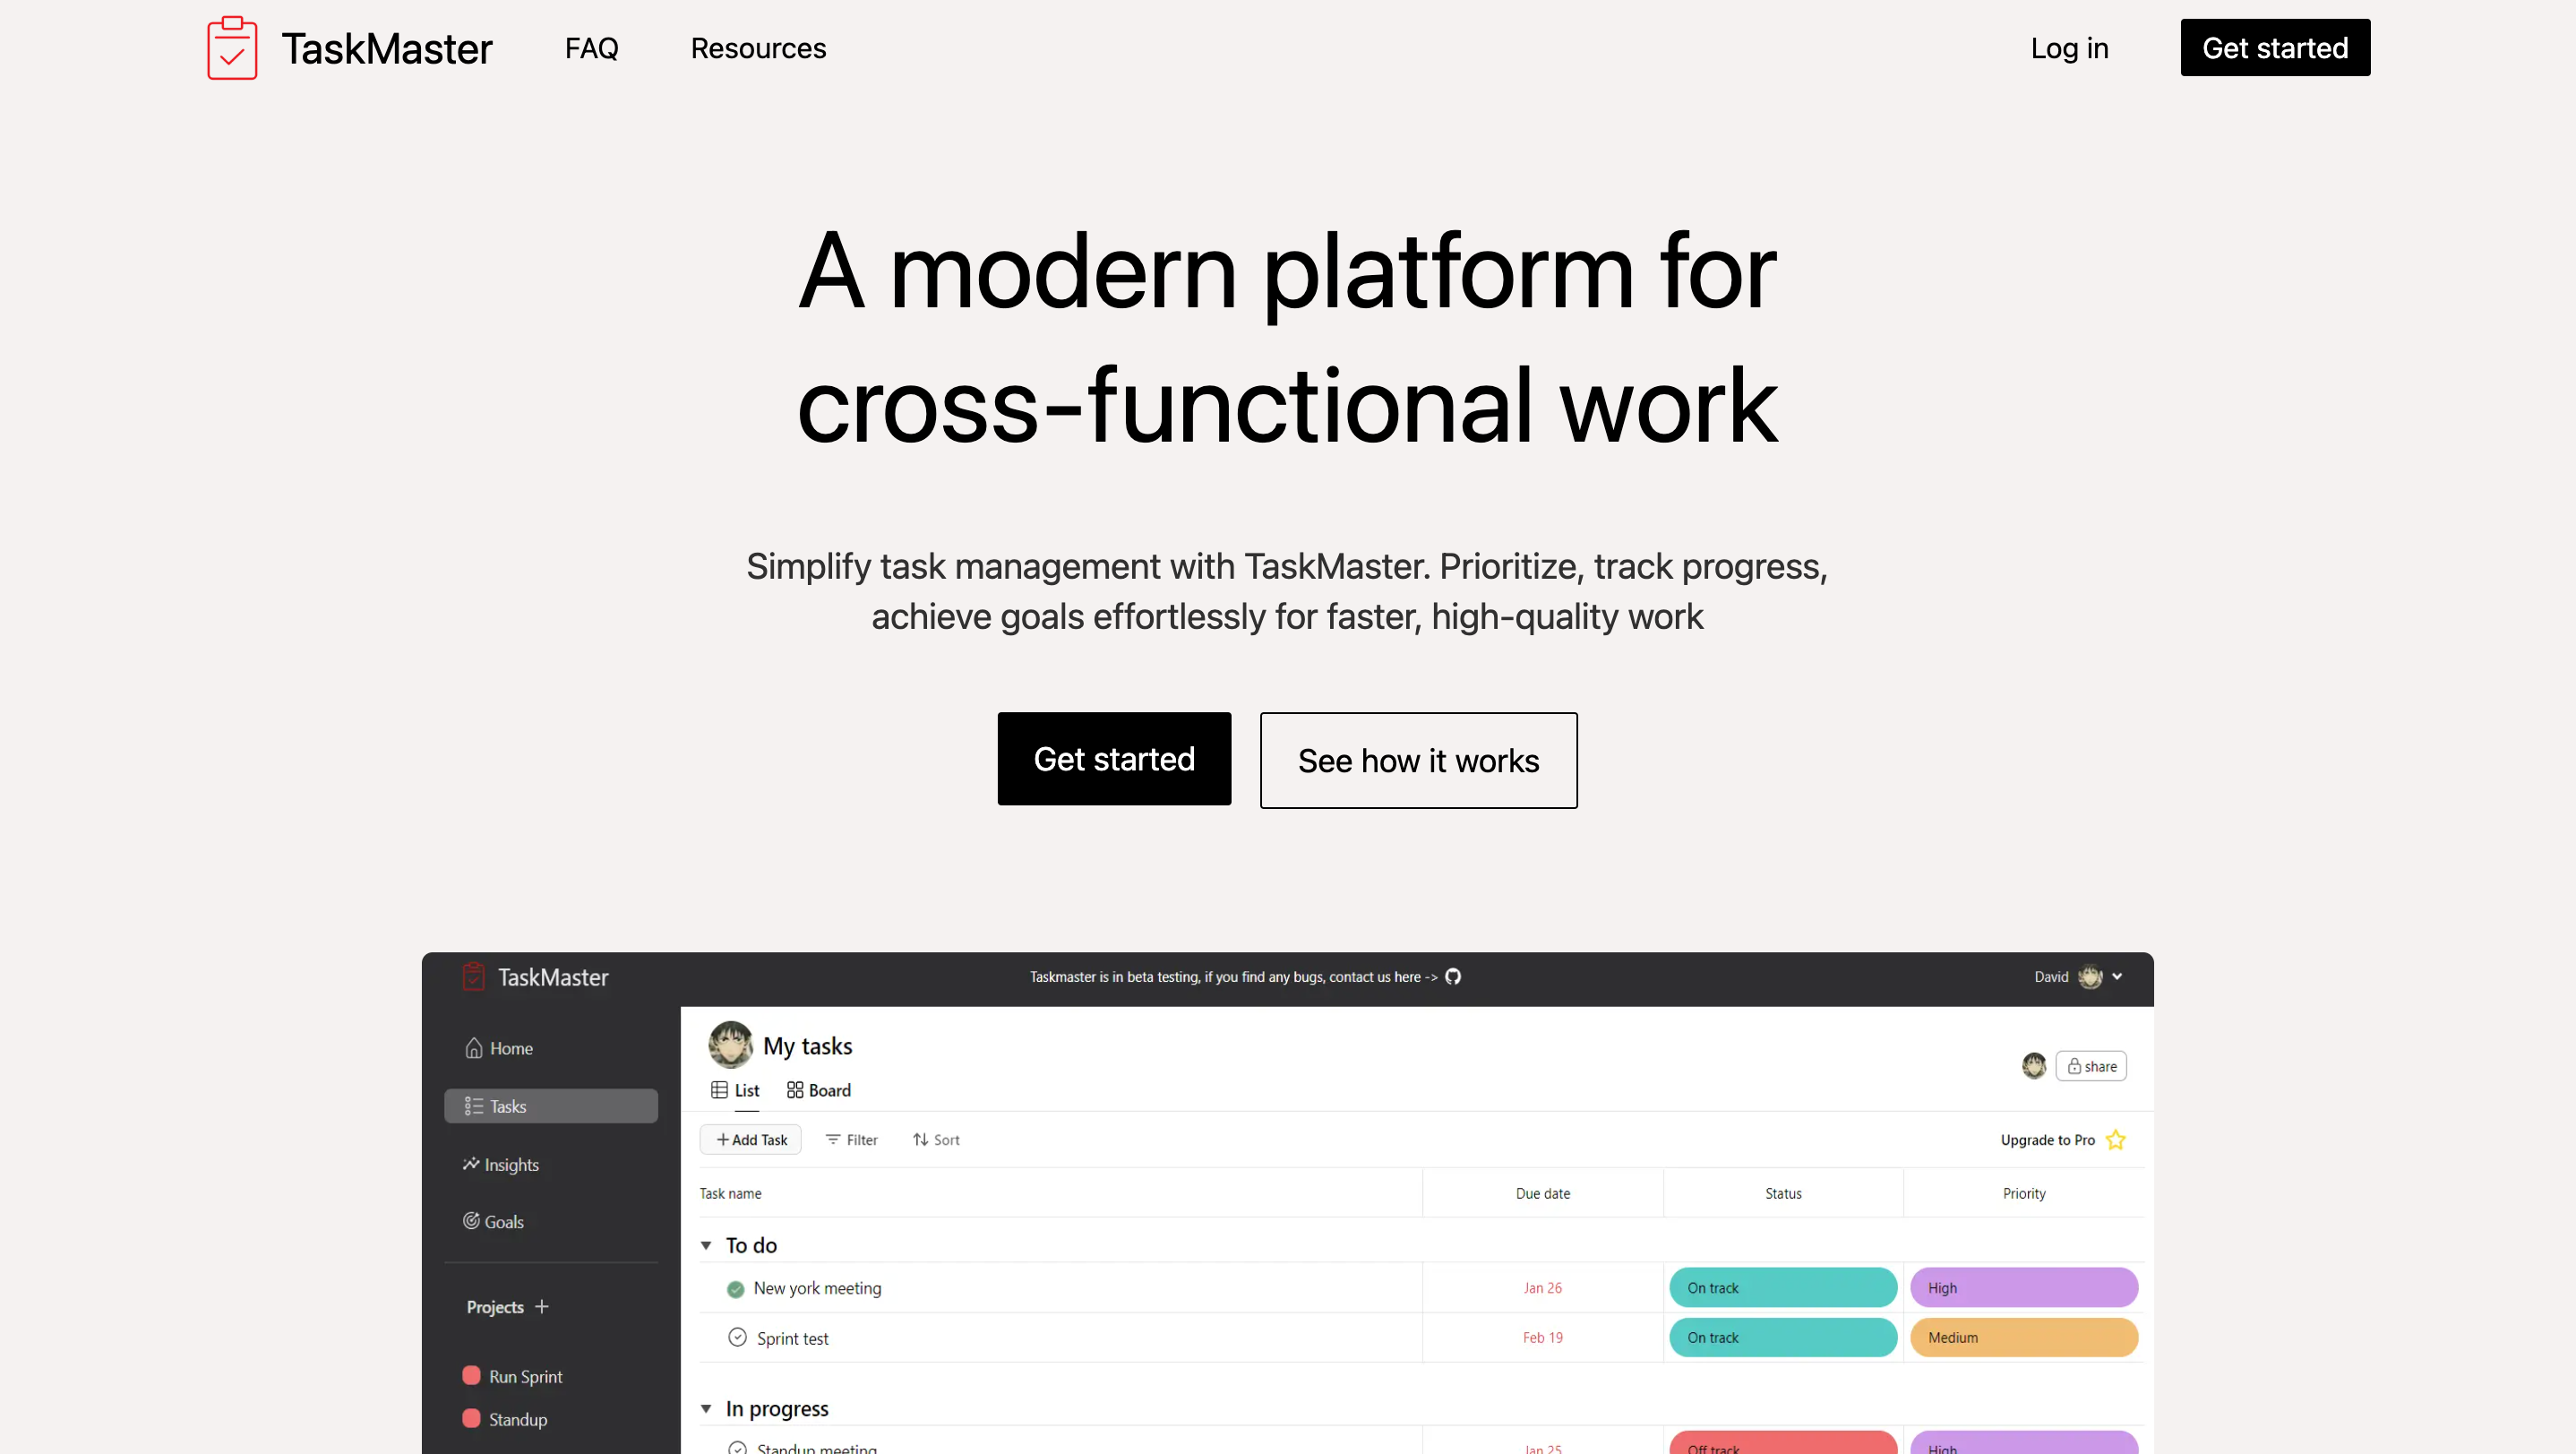 TaskMaster FAQ Resources Log in Get started
A modern platform for
cross-functional work
Simplify task management with TaskMaster. Prioritize, track progress,
achieve goals effortlessly for faster, high-quality work
Get started See how it works
TaskMaster Taskmaster is in beta testing, if you find any bugs, contact us here -> David
Home
Tasks
Insights
Goals
Projects +
Run Sprint
Standup
My tasks
share
List Board
+ Add Task Filter Sort Upgrade to Pro
Task name Due date Status Priority
To do
New york meeting Jan 26 On track High
Sprint test Feb 19 On track Medium
In progress
Standup meeting Jan 25 Off track High